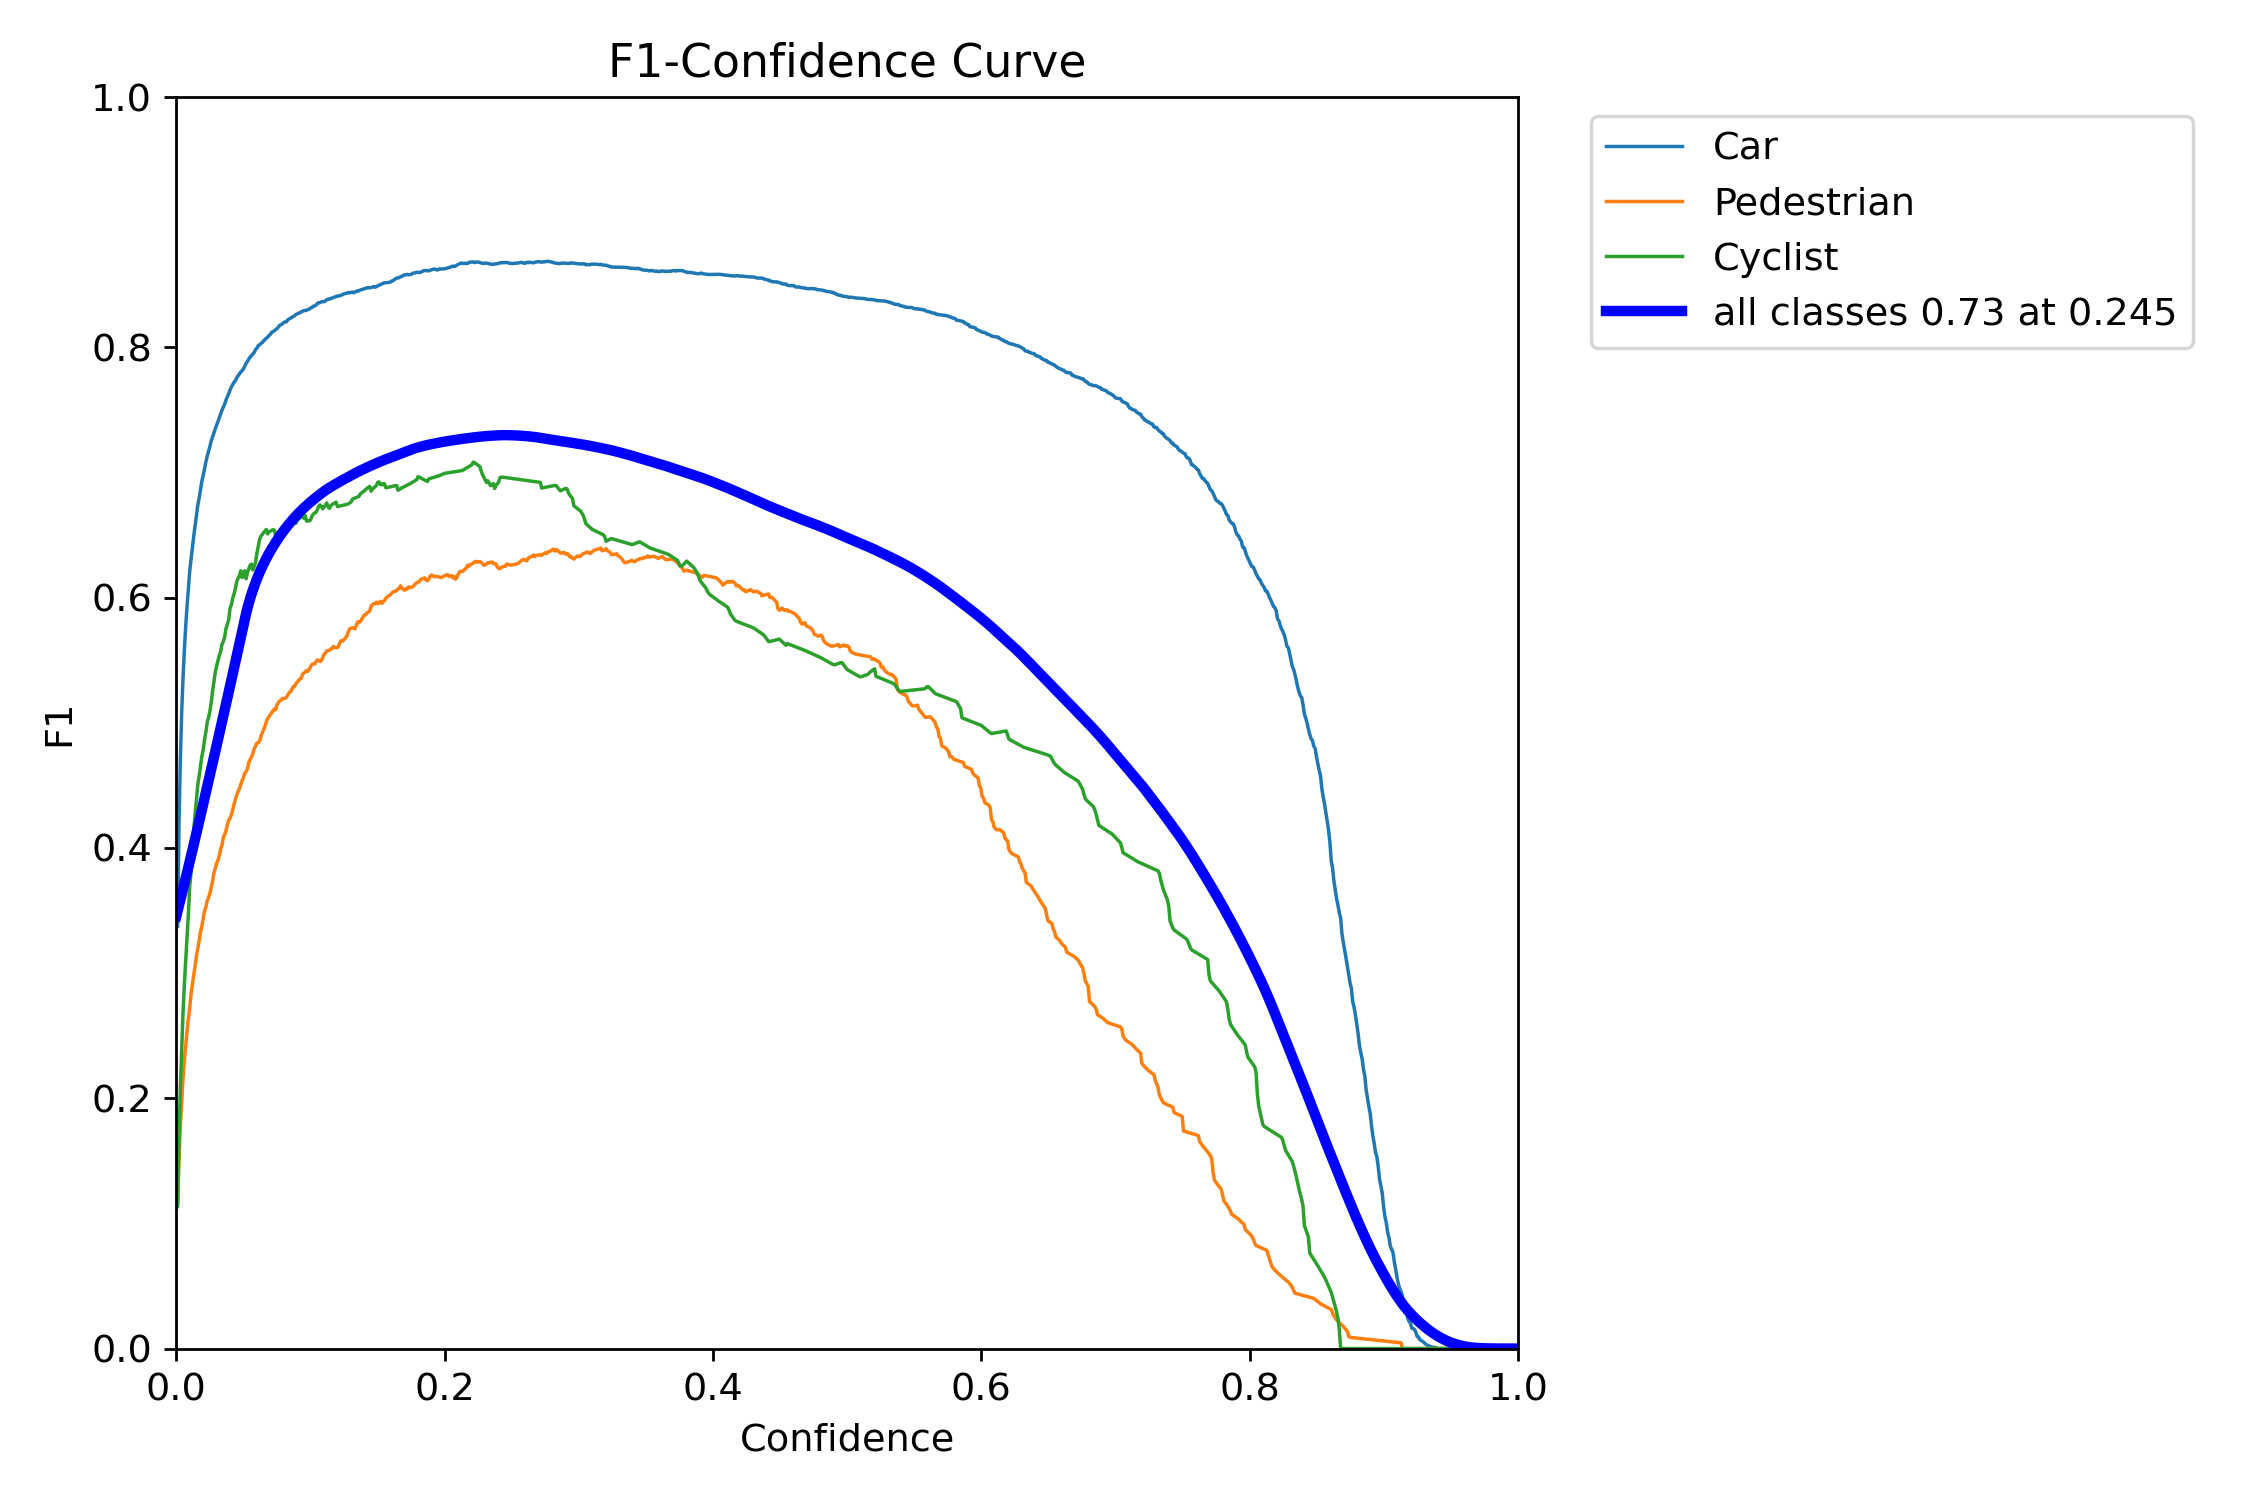 F1-Confidence Curve
1.0
0.8
0.6
0.4
0.2
0.0
F1
0.0 0.2 0.4 0.6 0.8 1.0
Confidence
Car
Pedestrian
Cyclist
all classes 0.73 at 0.245